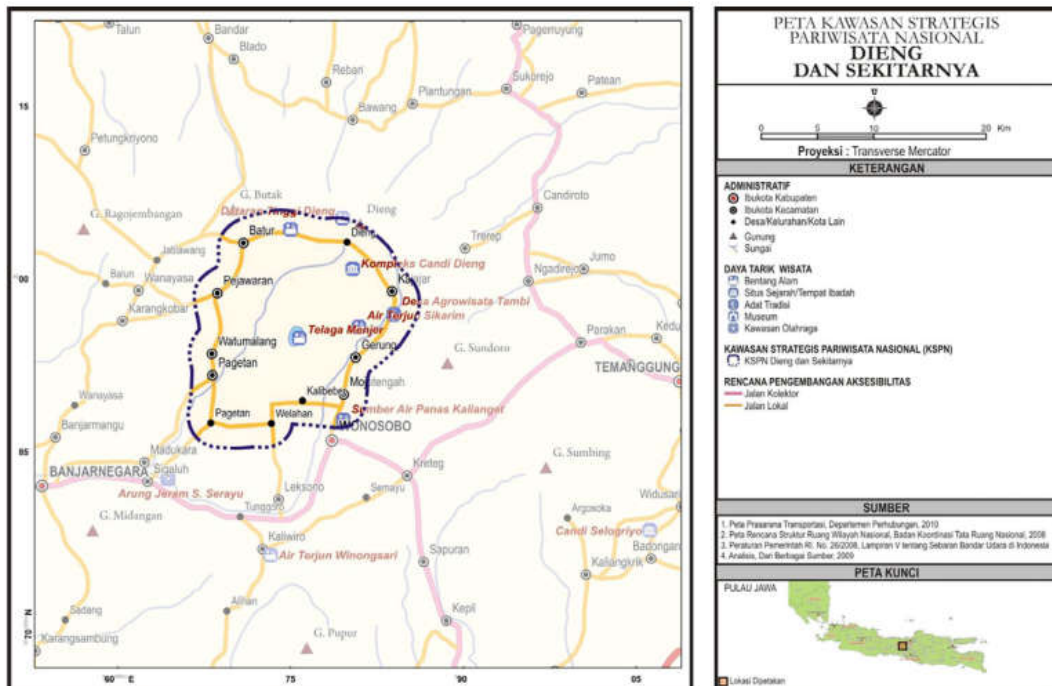 Talun
Bandar
Blado
Reban
Bawang
Plantungan
Pageruyung
Sukorejo
Patean
15
Petungkriyono
G. Butak
Candiroto
G. Ragojembangan
Dataran Tinggi Dieng
Dieng
Batur
Dieng
Jatilawang
Trerep
Kompleks Candi Dieng
Jumo
Balun
Wanayasa
Pejawaran
Kejajar
Ngadirejo
00
90
Karangkobar
Desa Agrowisata Tambi
Air Terjun Sikarim
Telaga Menjer
Parakan
Kedu
Watumalang
Gerung
G. Sundoro
Pagetan
TEMANGGUNG
Wanayasa
Kalibeber
Mojotengah
Pagetan
Welahan
Sumber Air Panas Kalianget
Banjarmangu
WONOSOBO
85
Madukara
BANJARNEGARA
Sigaluh
Kreteg
G. Sumbing
Arung Jeram S. Serayu
Leksono
Semayu
Widusari
G. Midangan
Tunggoro
Argosoka
Candi Selogriyo
Kaliwiro
Badongan
Air Terjun Winongsari
Sapuran
Kaliangkrik
Alihan
Sadang
Kepil
70 N
Karangsambung
G. Pupur
60 E
75
90
05
PETA KAWASAN STRATEGIS
PARIWISATA NASIONAL
DIENG
DAN SEKITARNYA
0 5 10 20 Km
Proyeksi : Transverse Mercator
KETERANGAN
ADMINISTRATIF
Ibukota Kabupaten
Ibukota Kecamatan
Desa/Kelurahan/Kota Lain
Gunung
Sungai
DAYA TARIK WISATA
Bentang Alam
Situs Sejarah/Tempat Ibadah
Adat Tradisi
Museum
Kawasan Olahraga
KAWASAN STRATEGIS PARIWISATA NASIONAL (KSPN)
KSPN Dieng dan Sekitarnya
RENCANA PENGEMBANGAN AKSESIBILITAS
Jalan Kolektor
Jalan Lokal
SUMBER
1. Peta Prasarana Transportasi, Departemen Perhubungan, 2010
2. Peta Rencana Struktur Ruang Wilayah Nasional, Badan Koordinasi Tata Ruang Nasional, 2008
3. Peraturan Pemerintah RI. No. 26/2008, Lampiran V tentang Sebaran Bandar Udara di Indonesia
4. Analisis, Dari Berbagai Sumber, 2009
PETA KUNCI
PULAU JAWA
Lokasi Dipetakan